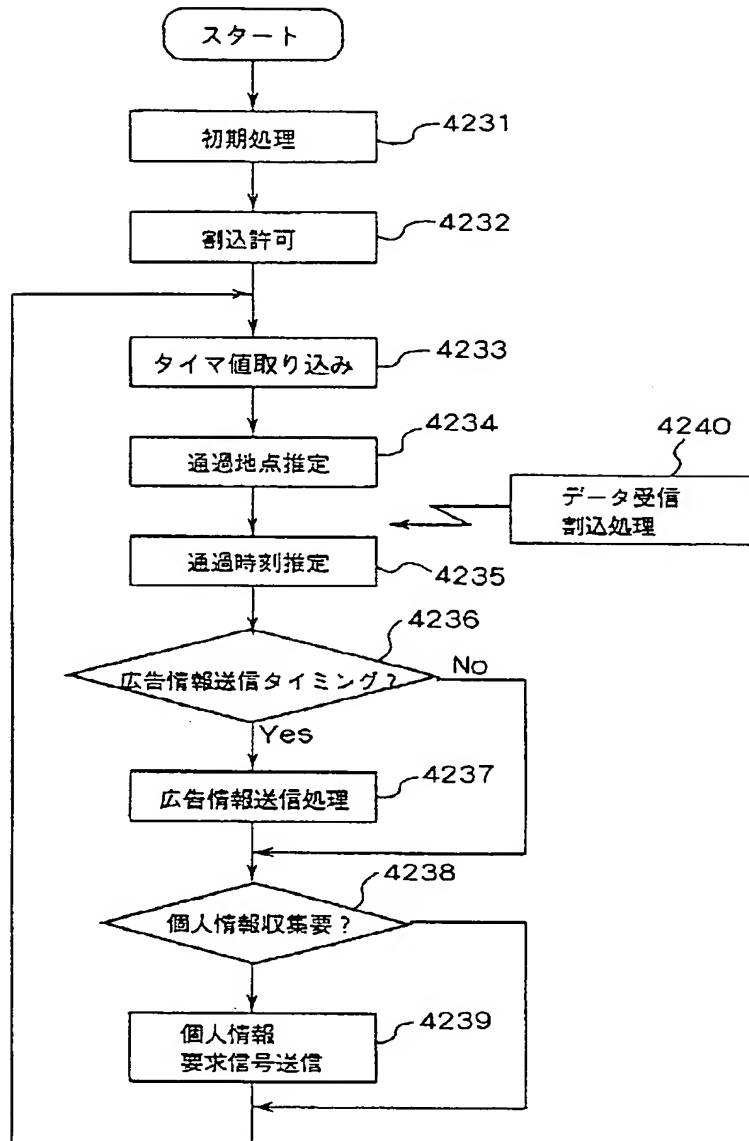 スタート
初期処理
4231
割込許可
4232
タイマ値取り込み
4233
通過地点推定
4234
データ受信
割込処理
4240
通過時刻推定
4235
広告情報送信タイミング?
4236
No
Yes
広告情報送信処理
4237
個人情報収集要?
4238
個人情報
要求信号送信
4239